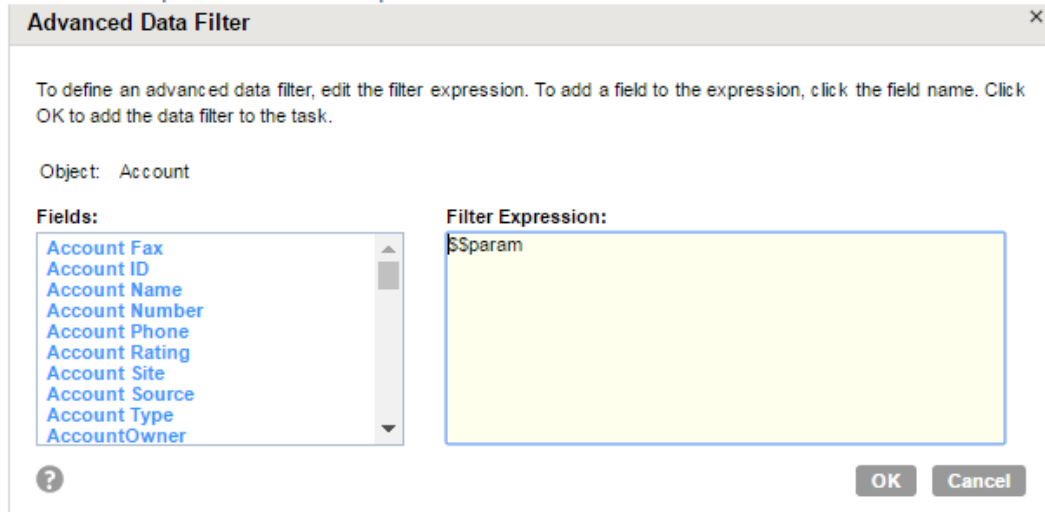 Advanced Data Filter
×
To define an advanced data filter, edit the filter expression. To add a field to the expression, click the field name. Click
OK to add the data filter to the task.
Object: Account
Fields:
Account Fax
Account ID
Account Name
Account Number
Account Phone
Account Rating
Account Site
Account Source
Account Type
AccountOwner
Filter Expression:
$$param
?
OK
Cancel